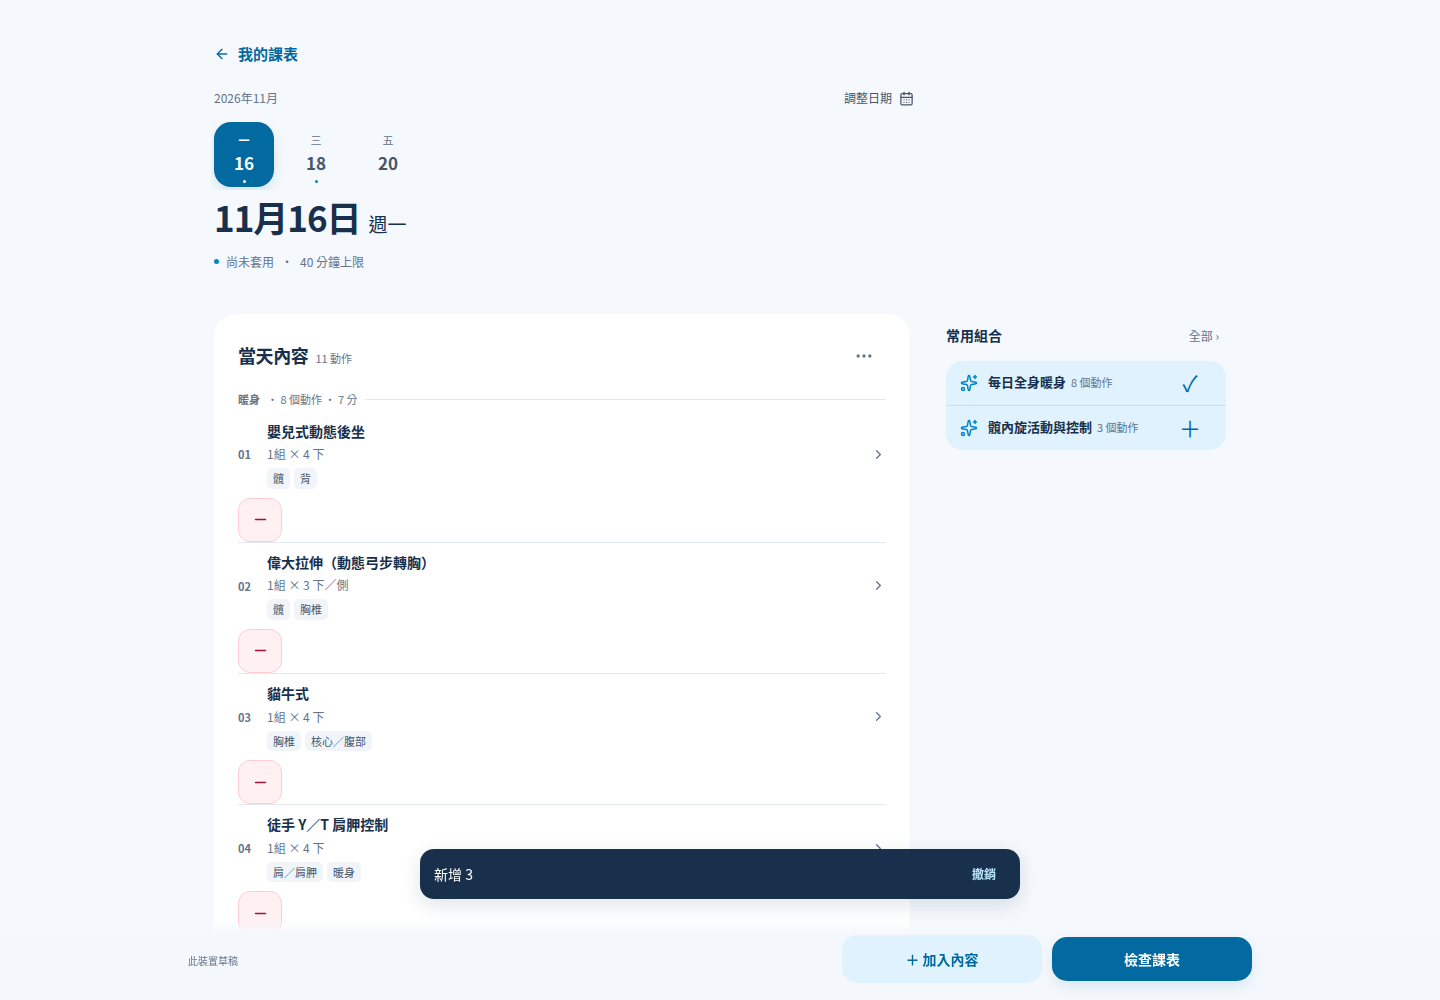 我的課表
2026年11月
調整日期
一
16
三
18
五
20
11月16日 週一
尚未套用 · 40 分鐘上限
當天內容 11 動作
暖身 · 8 個動作 · 7 分
01
嬰兒式動態後坐
1組 × 4 下
髖 背
02
偉大拉伸（動態弓步轉胸）
1組 × 3 下／側
髖 胸椎
03
貓牛式
1組 × 4 下
胸椎 核心／腹部
04
徒手 Y／T 肩胛控制
1組 × 4 下
肩／肩胛 暖身
常用組合
全部 ›
每日全身暖身 8 個動作 ✓
髖內旋活動與控制 3 個動作 ＋
新增 3
撤銷
此裝置草稿
＋ 加入內容
檢查課表